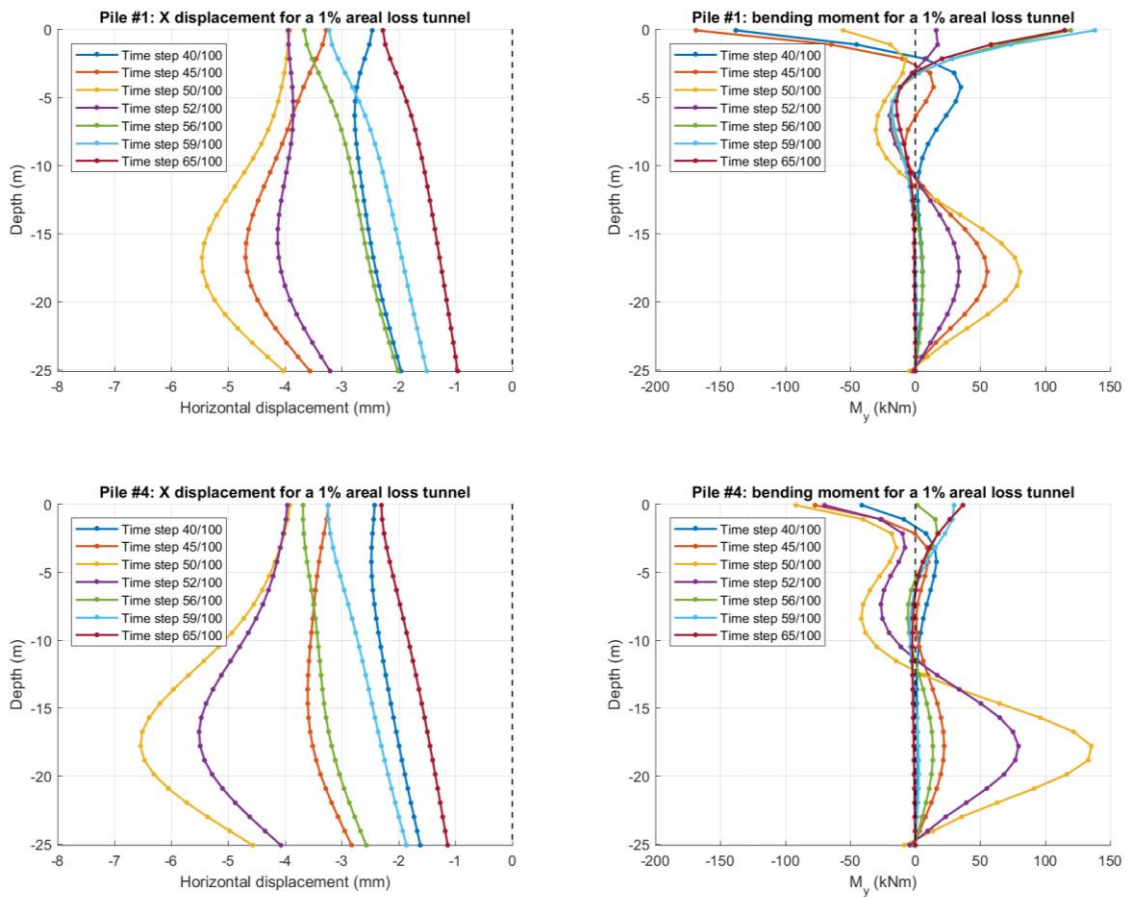 Pile #1: X displacement for a 1% areal loss tunnel
0
-5
-10
-15
-20
-25
Depth (m)
Time step 40/100
Time step 45/100
Time step 50/100
Time step 52/100
Time step 56/100
Time step 59/100
Time step 65/100
-8 -7 -6 -5 -4 -3 -2 -1 0
Horizontal displacement (mm)
Pile #1: bending moment for a 1% areal loss tunnel
0
-5
-10
-15
-20
-25
Depth (m)
Time step 40/100
Time step 45/100
Time step 50/100
Time step 52/100
Time step 56/100
Time step 59/100
Time step 65/100
-200 -150 -100 -50 0 50 100 150
My (kNm)
Pile #4: X displacement for a 1% areal loss tunnel
0
-5
-10
-15
-20
-25
Depth (m)
Time step 40/100
Time step 45/100
Time step 50/100
Time step 52/100
Time step 56/100
Time step 59/100
Time step 65/100
-8 -7 -6 -5 -4 -3 -2 -1 0
Horizontal displacement (mm)
Pile #4: bending moment for a 1% areal loss tunnel
0
-5
-10
-15
-20
-25
Depth (m)
Time step 40/100
Time step 45/100
Time step 50/100
Time step 52/100
Time step 56/100
Time step 59/100
Time step 65/100
-200 -150 -100 -50 0 50 100 150
My (kNm)